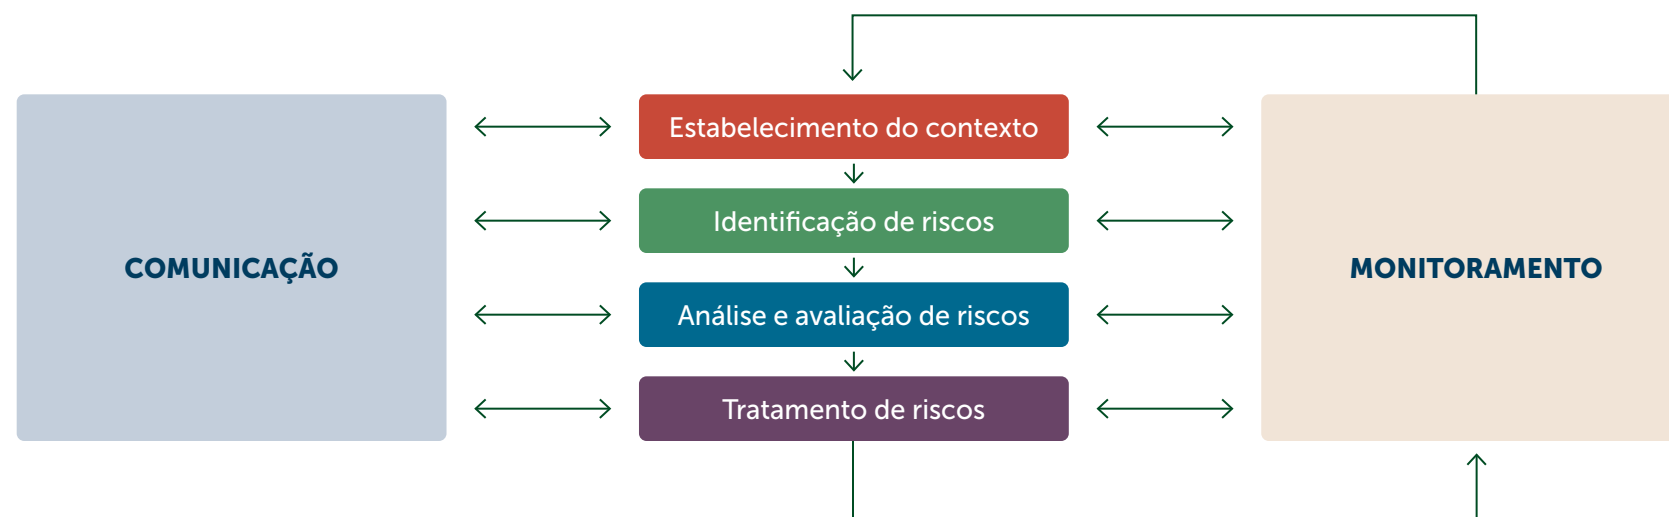 Estabelecimento do contexto
Identificação de riscos
COMUNICAÇÃO
MONITORAMENTO
Análise e avaliação de riscos
Tratamento de riscos